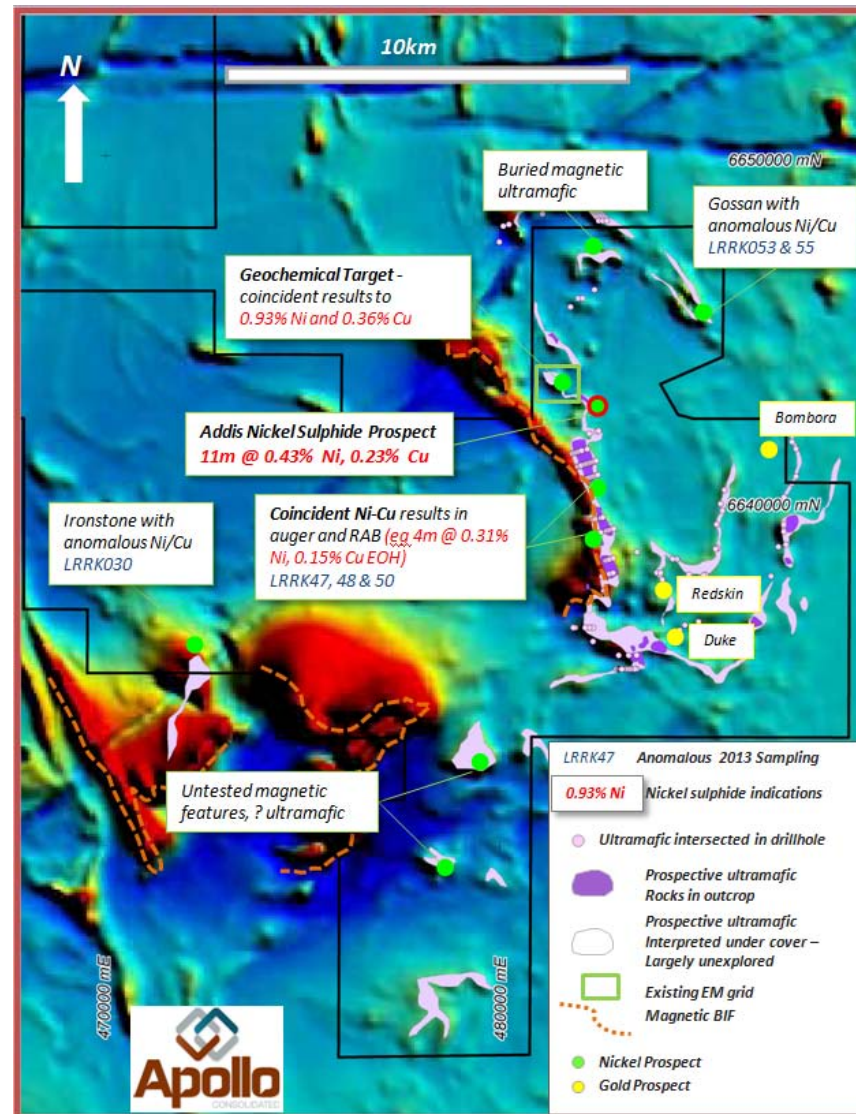 10km
N
6650000 mN
Buried magnetic
ultramafic
Gossan with
anomalous Ni/Cu
LRRK053 & 55
Geochemical Target -
coincident results to
0.93% Ni and 0.36% Cu
Bombora
Addis Nickel Sulphide Prospect
11m @ 0.43% Ni, 0.23% Cu
6640000 mN
Ironstone with
anomalous Ni/Cu
LRRK030
Coincident Ni-Cu results in
auger and RAB (eg 4m @ 0.31%
Ni, 0.15% Cu EOH)
LRRK47, 48 & 50
Redskin
Duke
Untested magnetic
features, ? ultramafic
470000 mE
480000 mE
LRRK47 Anomalous 2013 Sampling
0.93% Ni Nickel sulphide indications
Ultramafic intersected in drillhole
Prospective ultramafic
Rocks in outcrop
Prospective ultramafic
Interpreted under cover –
Largely unexplored
Existing EM grid
Magnetic BIF
Nickel Prospect
Gold Prospect
Apollo
CONSOLIDATED